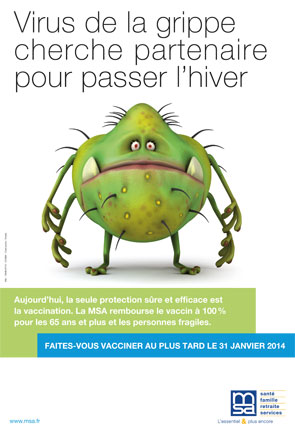 Virus de la grippe
cherche partenaire
pour passer l'hiver
Aujourd'hui, la seule protection sûre et efficace est
la vaccination. La MSA rembourse le vaccin à 100%
pour les 65 ans et plus et les personnes fragiles.
FAITES-VOUS VACCINER AU PLUS TARD LE 31 JANVIER 2014
msa
santé
famille
retraite
services
L'essentiel & plus encore
www.msa.fr